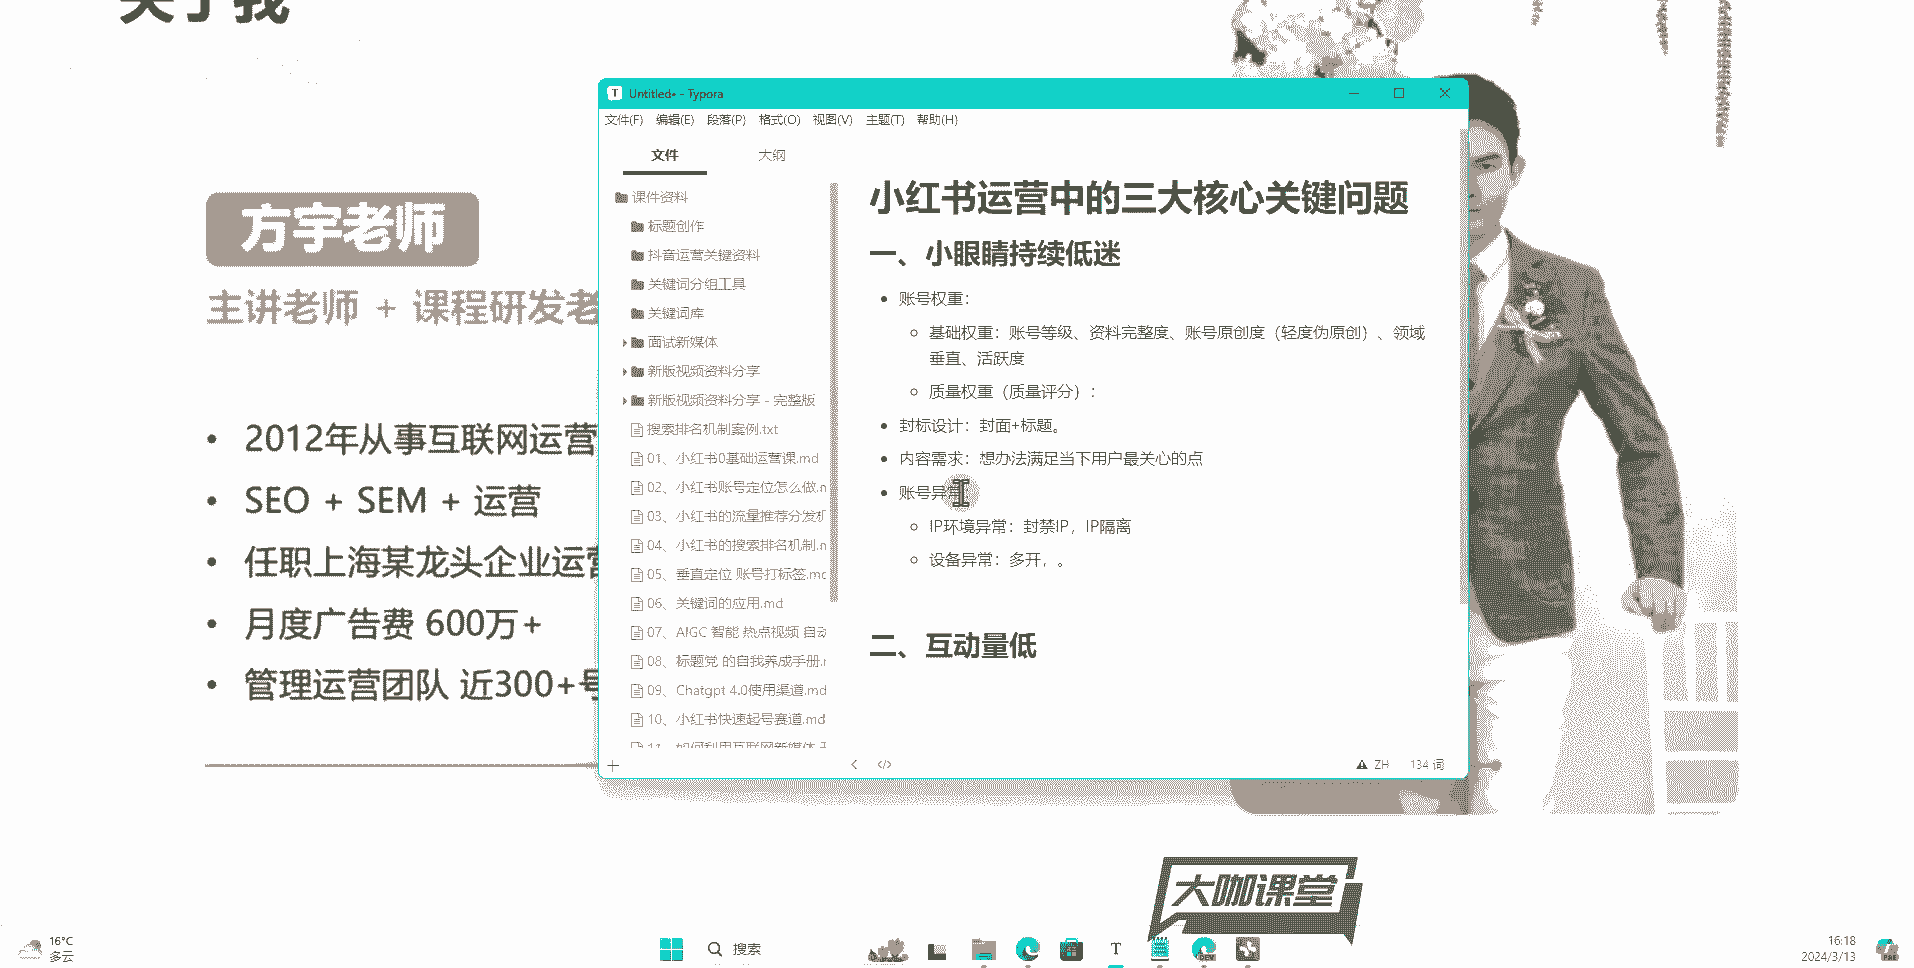 关于我
方宇老师
主讲老师 + 课程研发老
2012年从事互联网运营
SEO + SEM + 运营
任职上海某龙头企业运营
月度广告费 600万+
管理运营团队 近300+号
Untitled• - Typora
文件(F) 编辑(E) 段落(P) 格式(O) 视图(V) 主题(T) 帮助(H)
文件 大纲
课件资料
标题创作
抖音运营关键资料
关键词分组工具
关键词库
面试新媒体
新版视频资料分享
新版视频资料分享 - 完整版
搜索排名机制案例.txt
01、小红书0基础运营课.md
02、小红书账号定位怎么做.m
03、小红书的流量推荐分发机
04、小红书的搜索排名机制.m
05、垂直定位 账号打标签.md
06、关键词的应用.md
07、AIGC 智能 热点视频 自动
08、标题党 的自我养成手册.m
09、Chatgpt 4.0使用渠道.md
10、小红书快速起号赛道.md
11、如何利用互联网新媒体
小红书运营中的三大核心关键问题
一、小眼睛持续低迷
账号权重：
基础权重：账号等级、资料完整度、账号原创度（轻度伪原创）、领域
垂直、活跃度
质量权重（质量评分）：
封标设计：封面+标题。
内容需求：想办法满足当下用户最关心的点
账号异常
IP环境异常：封禁IP，IP隔离
设备异常：多开，。
二、互动量低
ZH 134 词
大咖课堂
16°C
多云
搜索
16:18
2024/3/13